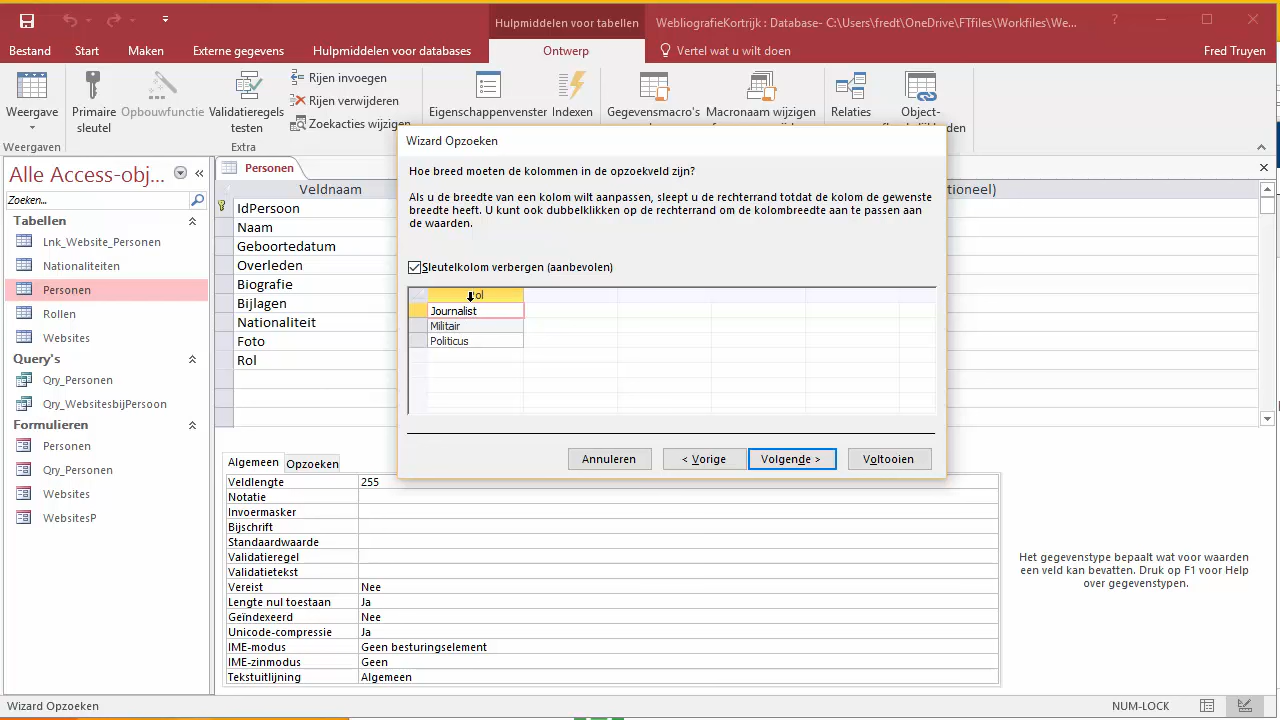 Hulpmiddelen voor tabellen
WebliografieKortrijk : Database- C:\Users\fredt\OneDrive\FTfiles\Workfiles\We...
?
Bestand
Start
Maken
Externe gegevens
Hulpmiddelen voor databases
Ontwerp
Vertel wat u wilt doen
Fred Truyen
Weergave
Primaire sleutel
Opbouwfunctie
Validatieregels testen
Rijen invoegen
Rijen verwijderen
Zoekacties wijzigen
Eigenschappenvenster
Indexen
Gegevensmacro's
Macronaam wijzigen
Relaties
Object-
Weergaven
Extra
Alle Access-obj...
Zoeken...
Tabellen
Lnk_Website_Personen
Nationaliteiten
Personen
Rollen
Websites
Query's
Qry_Personen
Qry_WebsitesbijPersoon
Formulieren
Personen
Qry_Personen
Websites
WebsitesP
Personen
Veldnaam
IdPersoon
Naam
Geboortedatum
Overleden
Biografie
Bijlagen
Nationaliteit
Foto
Rol
Wizard Opzoeken
Hoe breed moeten de kolommen in de opzoekveld zijn?
Als u de breedte van een kolom wilt aanpassen, sleept u de rechterrand totdat de kolom de gewenste
breedte heeft. U kunt ook dubbelklikken op de rechterrand om de kolombreedte aan te passen aan
de waarden.
Sleutelkolom verbergen (aanbevolen)
Journalist
Militair
Politicus
Annuleren
< Vorige
Volgende >
Voltooien
Algemeen
Opzoeken
Veldlengte 255
Notatie
Invoermasker
Bijschrift
Standaardwaarde
Validatieregel
Validatietekst
Vereist Nee
Lengte nul toestaan Ja
Geïndexeerd Nee
Unicode-compressie Ja
IME-modus Geen besturingselement
IME-zinmodus Geen
Tekstuitlijning Algemeen
Het gegevenstype bepaalt wat voor waarden
een veld kan bevatten. Druk op F1 voor Help
over gegevenstypen.
Wizard Opzoeken
NUM-LOCK